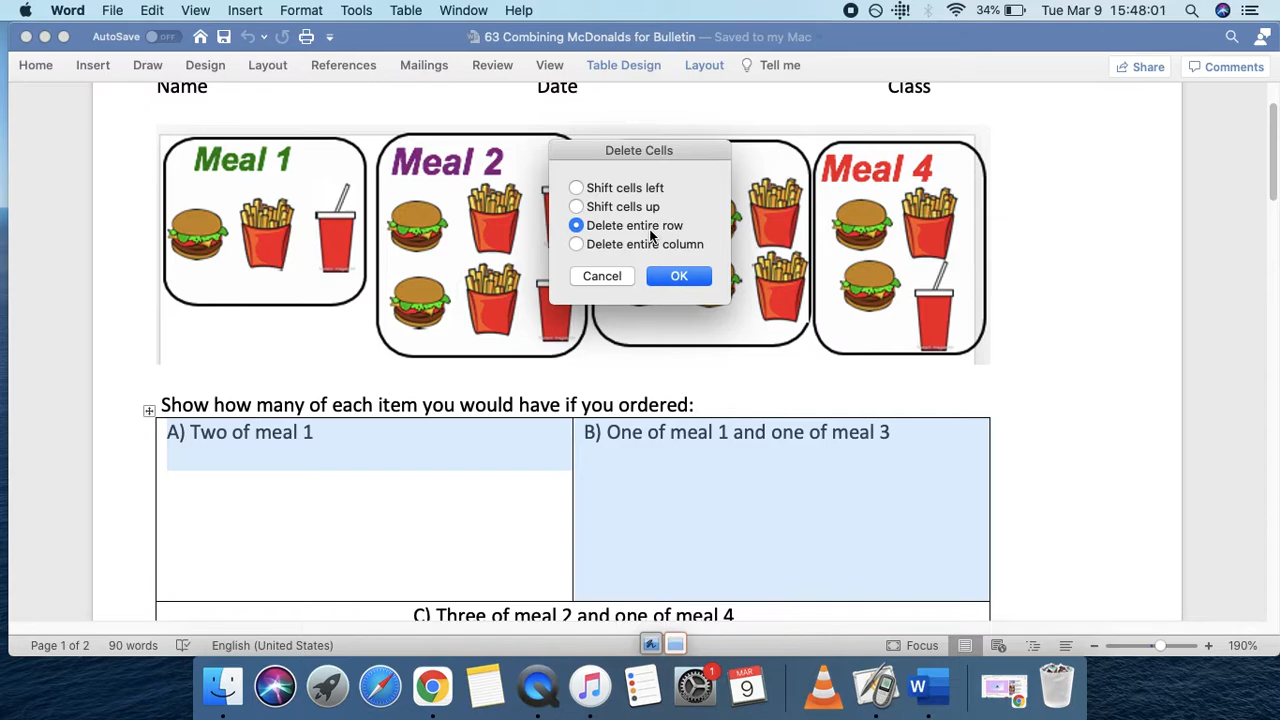 Word File Edit View Insert Format Tools Table Window Help 34% Tue Mar 9 15:48:01
AutoSave OFF 63 Combining McDonalds for Bulletin — Saved to my Mac
Home Insert Draw Design Layout References Mailings Review View Table Design Layout Tell me Share Comments
Name Date Class
Meal 1 Meal 2 Meal 4
Delete Cells
Shift cells left
Shift cells up
Delete entire row
Delete entire column
Cancel OK
Show how many of each item you would have if you ordered:
A) Two of meal 1 B) One of meal 1 and one of meal 3
C) Three of meal 2 and one of meal 4
Page 1 of 2 90 words English (United States) Focus 190%
1
MAR
9
W